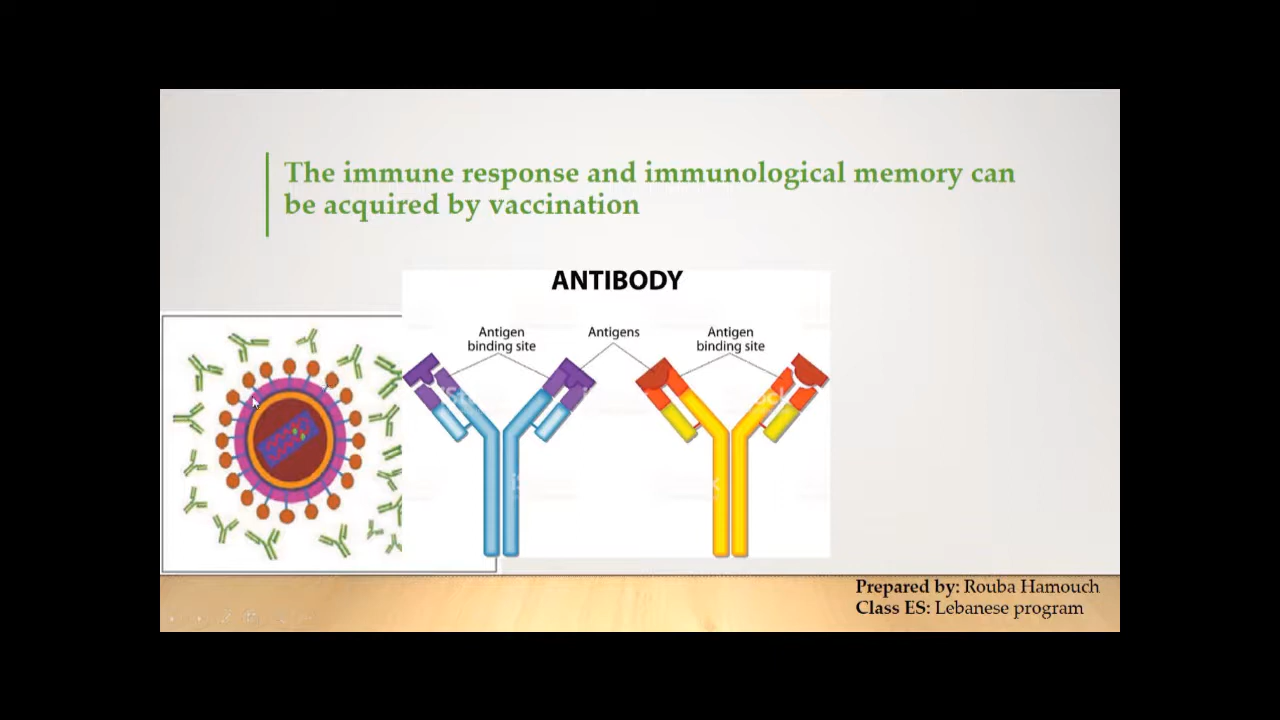 The immune response and immunological memory can
be acquired by vaccination
ANTIBODY
Antigen
binding site
Antigens
Antigen
binding site
Prepared by: Rouba Hamouch
Class ES: Lebanese program